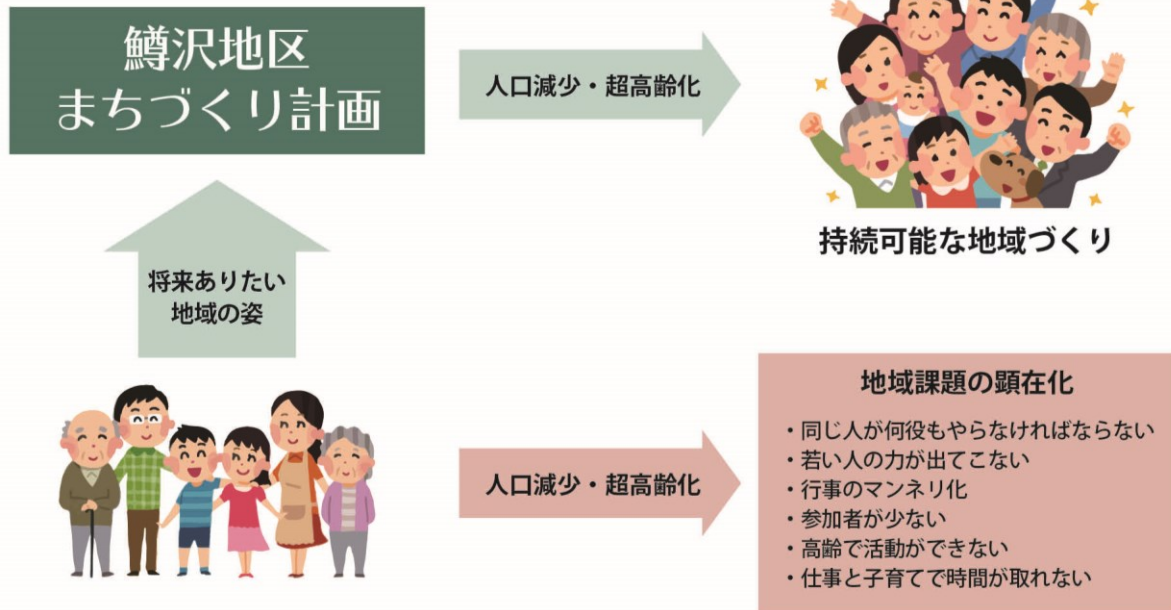 鱒沢地区
まちづくり計画
人口減少・超高齢化
持続可能な地域づくり
将来ありたい
地域の姿
人口減少・超高齢化
地域課題の顕在化
・同じ人が何役もやらなければならない
・若い人の力が出てこない
・行事のマンネリ化
・参加者が少ない
・高齢で活動ができない
・仕事と子育てで時間が取れない